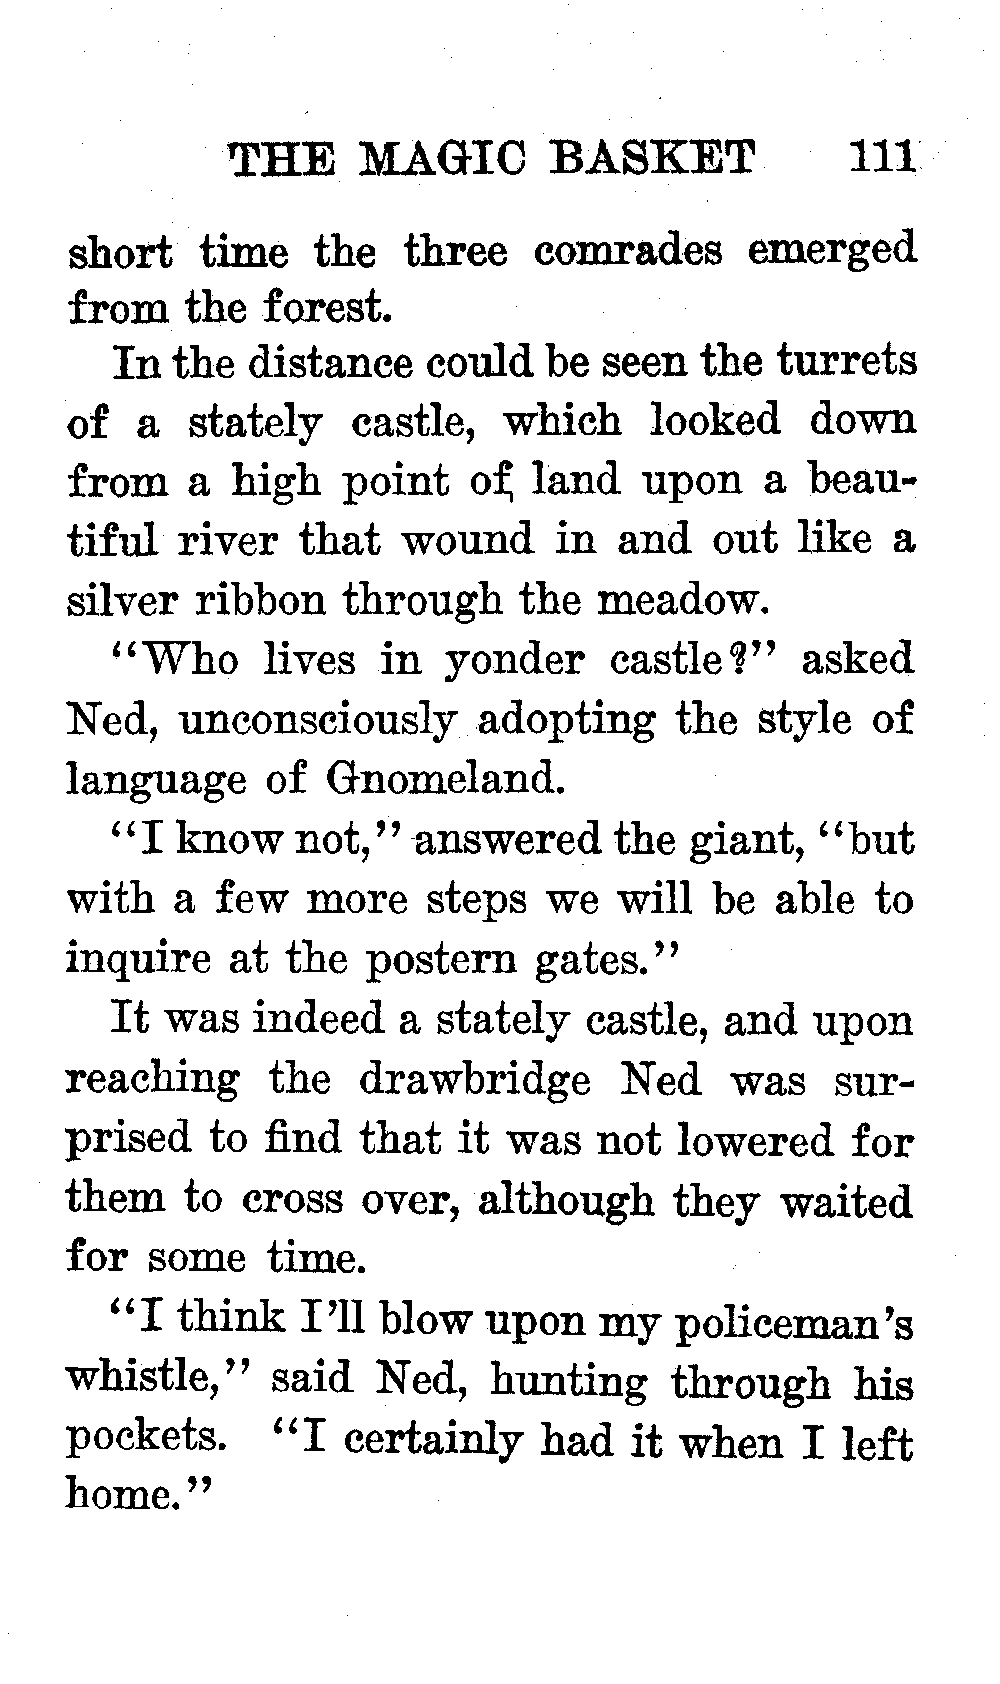 THE MAGIC BASKET 111
short time the three comrades emerged
from the forest.
In the distance could be seen the turrets
of a stately castle, which looked down
from a high point of land upon a beau-
tiful river that wound in and out like a
silver ribbon through the meadow.
"Who lives in yonder castle?" asked
Ned, unconsciously adopting the style of
language of Gnomeland.
"I know not," answered the giant, "but
with a few more steps we will be able to
inquire at the postern gates."
It was indeed a stately castle, and upon
reaching the drawbridge Ned was sur-
prised to find that it was not lowered for
them to cross over, although they waited
for some time.
"I think I'll blow upon my policeman's
whistle," said Ned, hunting through his
pockets. "I certainly had it when I left
home."